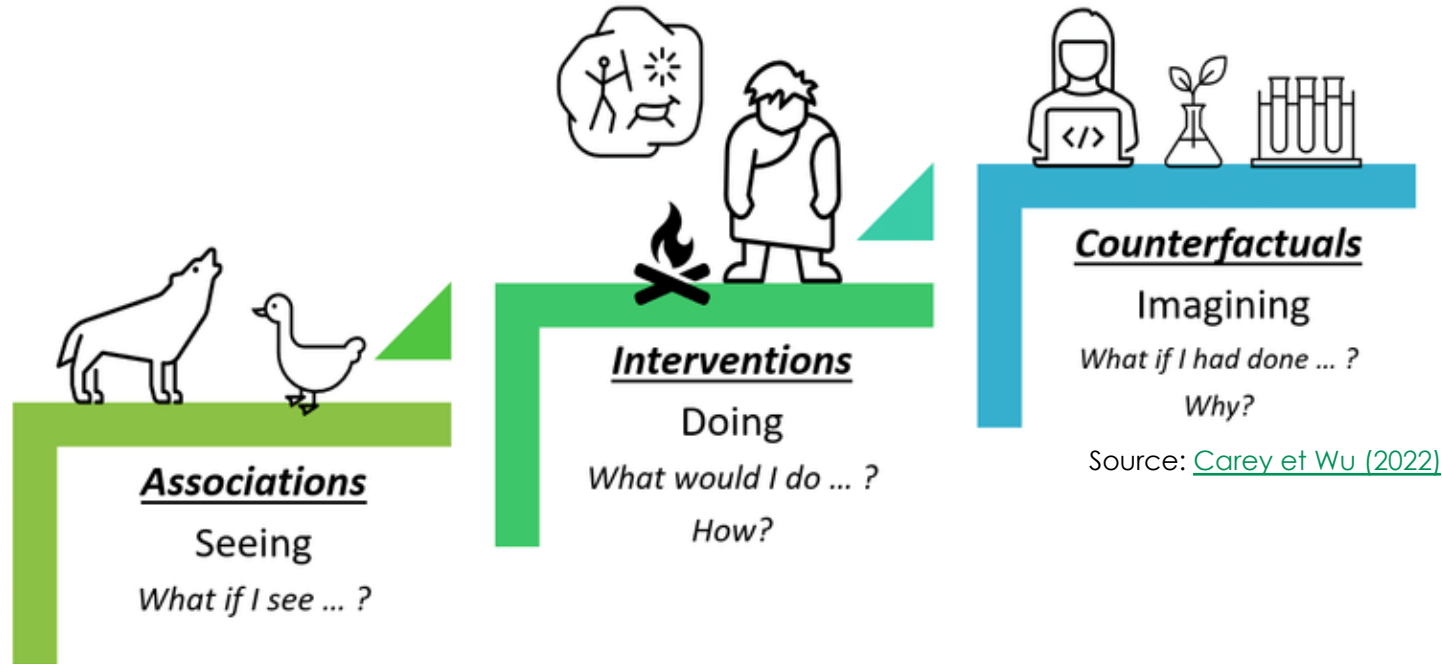 Associations
Seeing
What if I see ... ?
Interventions
Doing
What would I do ... ?
How?
</>
Counterfactuals
Imagining
What if I had done ... ?
Why?
Source: Carey et Wu (2022)